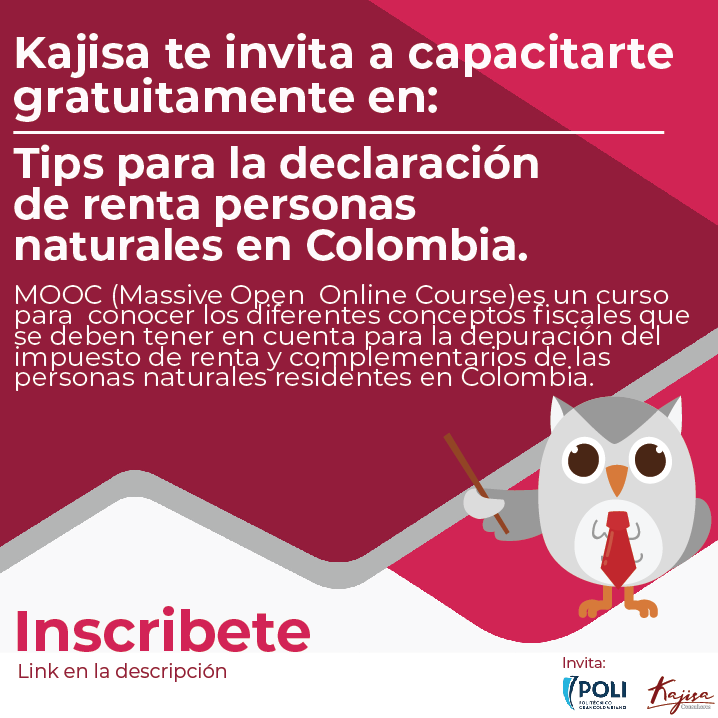 Kajisa te invita a capacitarte
gratuitamente en:
Tips para la declaración
de renta personas
naturales en Colombia.
MOOC (Massive Open  Online Course)es un curso
para  conocer los diferentes conceptos fiscales que
se deben tener en cuenta para la depuración del
impuesto de renta y complementarios de las
personas naturales residentes en Colombia.
Inscribete
Link en la descripción
Invita:
POLI
POLITÉCNICO
GRANCOLOMBIANO
Kajisa
Consultores